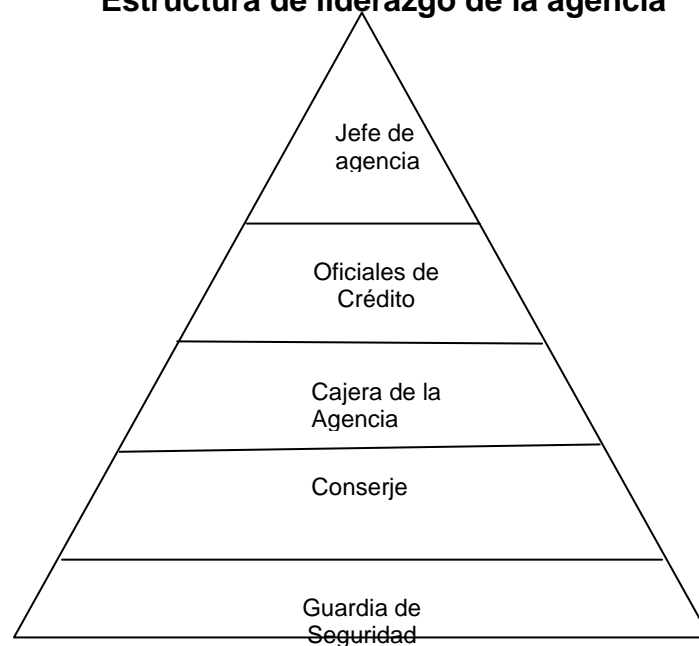 Estructura de liderazgo de la agencia
Jefe de
agencia
Oficiales de
Crédito
Cajera de la
Agencia
Conserje
Guardia de
Seguridad